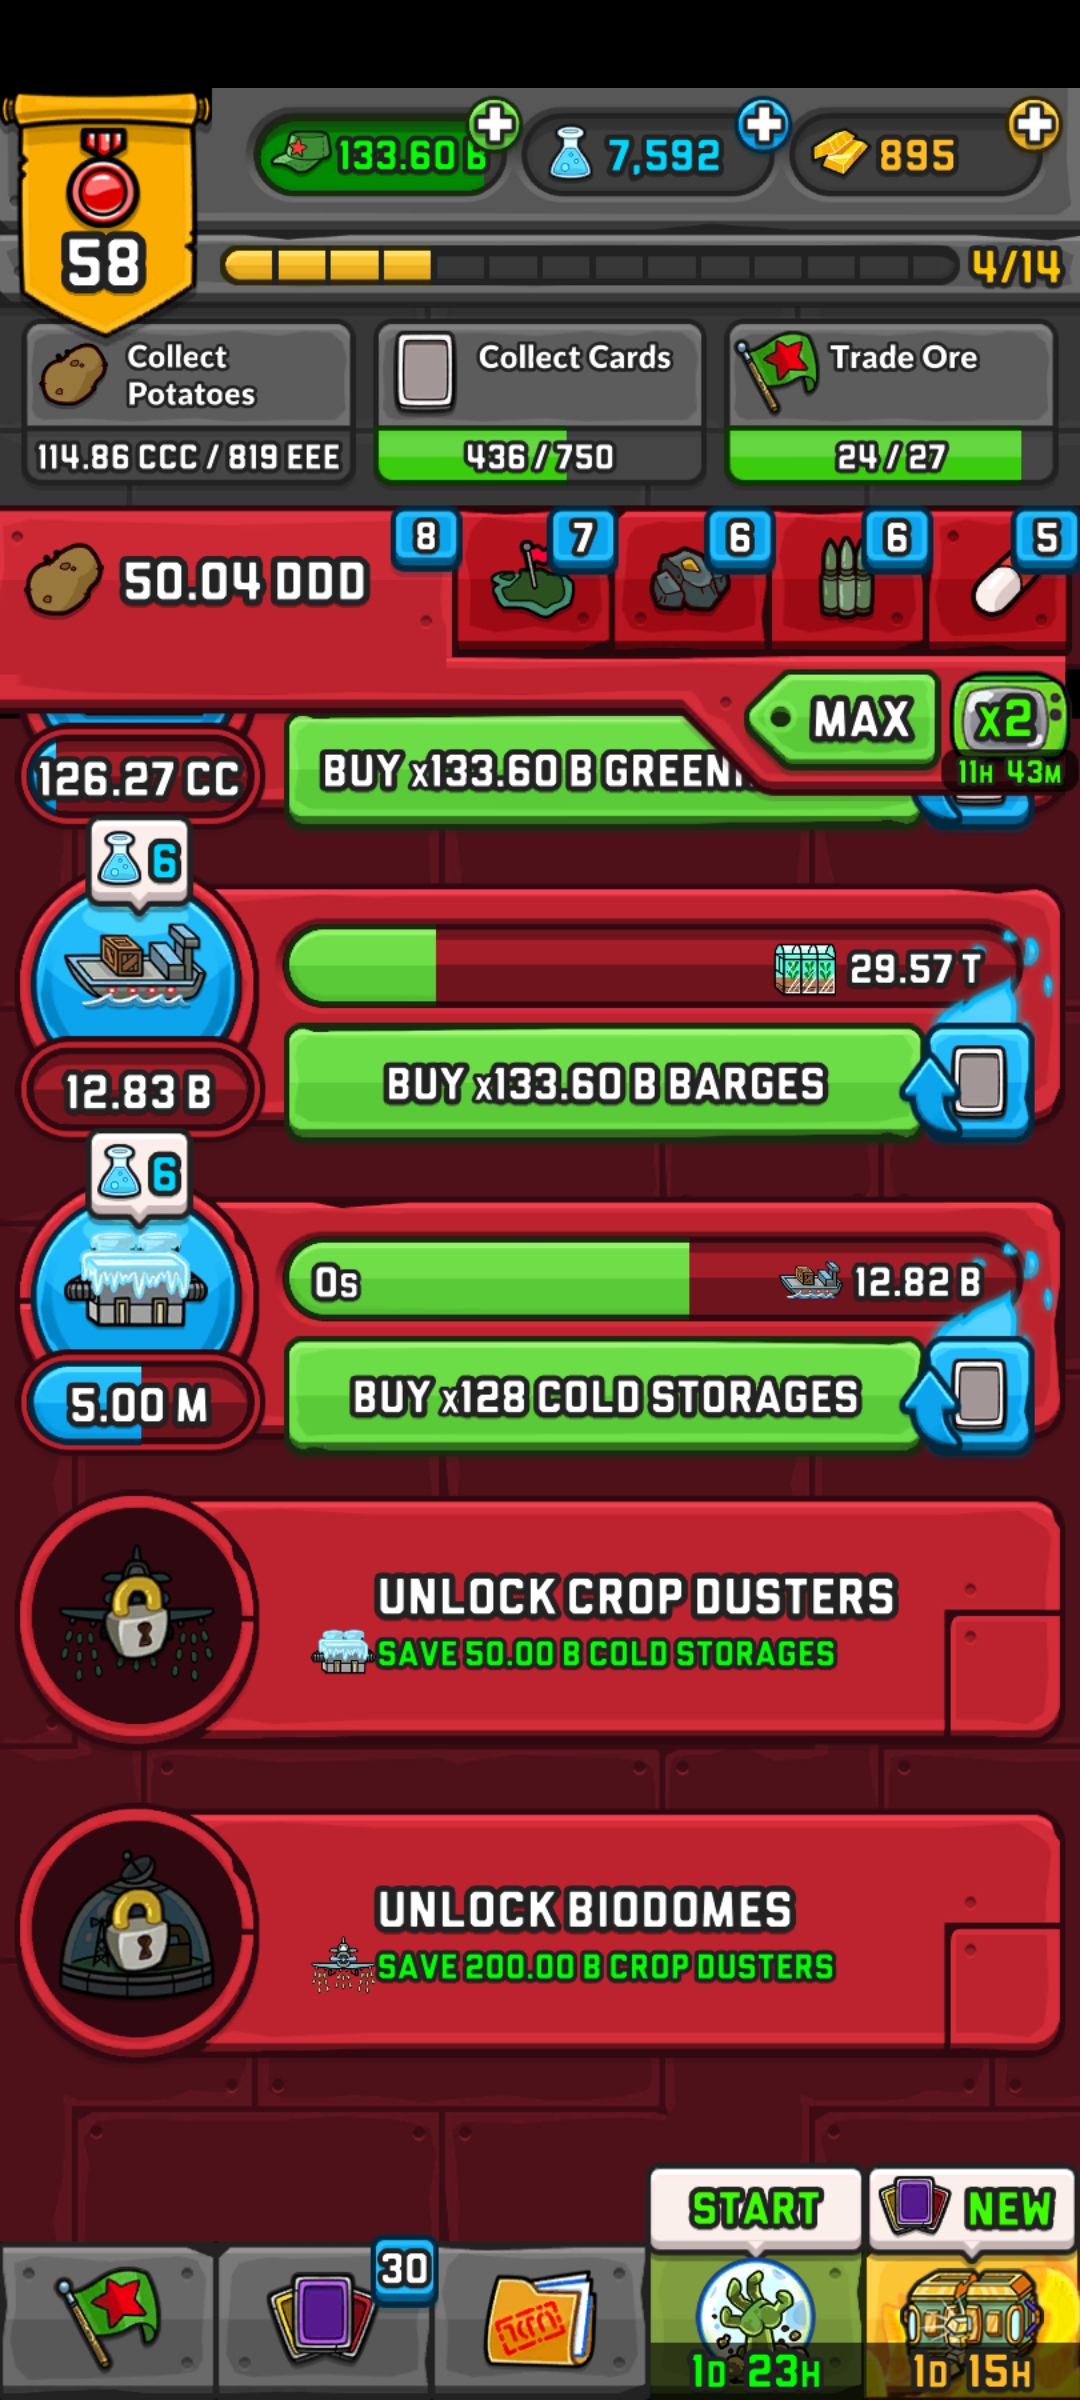 58
133.60 B
7,592
895
4/14
Collect
Potatoes
114.86 CCC / 819 EEE
Collect Cards
436/750
Trade Ore
24/27
50.04 DDD
8
7
6
6
5
MAX
x2
11H 43M
126.27 CC
BUY x133.60 B
6
29.57 T
12.83 B
BUY x133.60 B BARGES
6
0s
12.82 B
5.00 M
BUY x128 COLD STORAGES
UNLOCK CROP DUSTERS
SAVE 50.00 B COLD STORAGES
UNLOCK BIODOMES
SAVE 200.00 B CROP DUSTERS
START
NEW
30
1D 23H
1D 15H